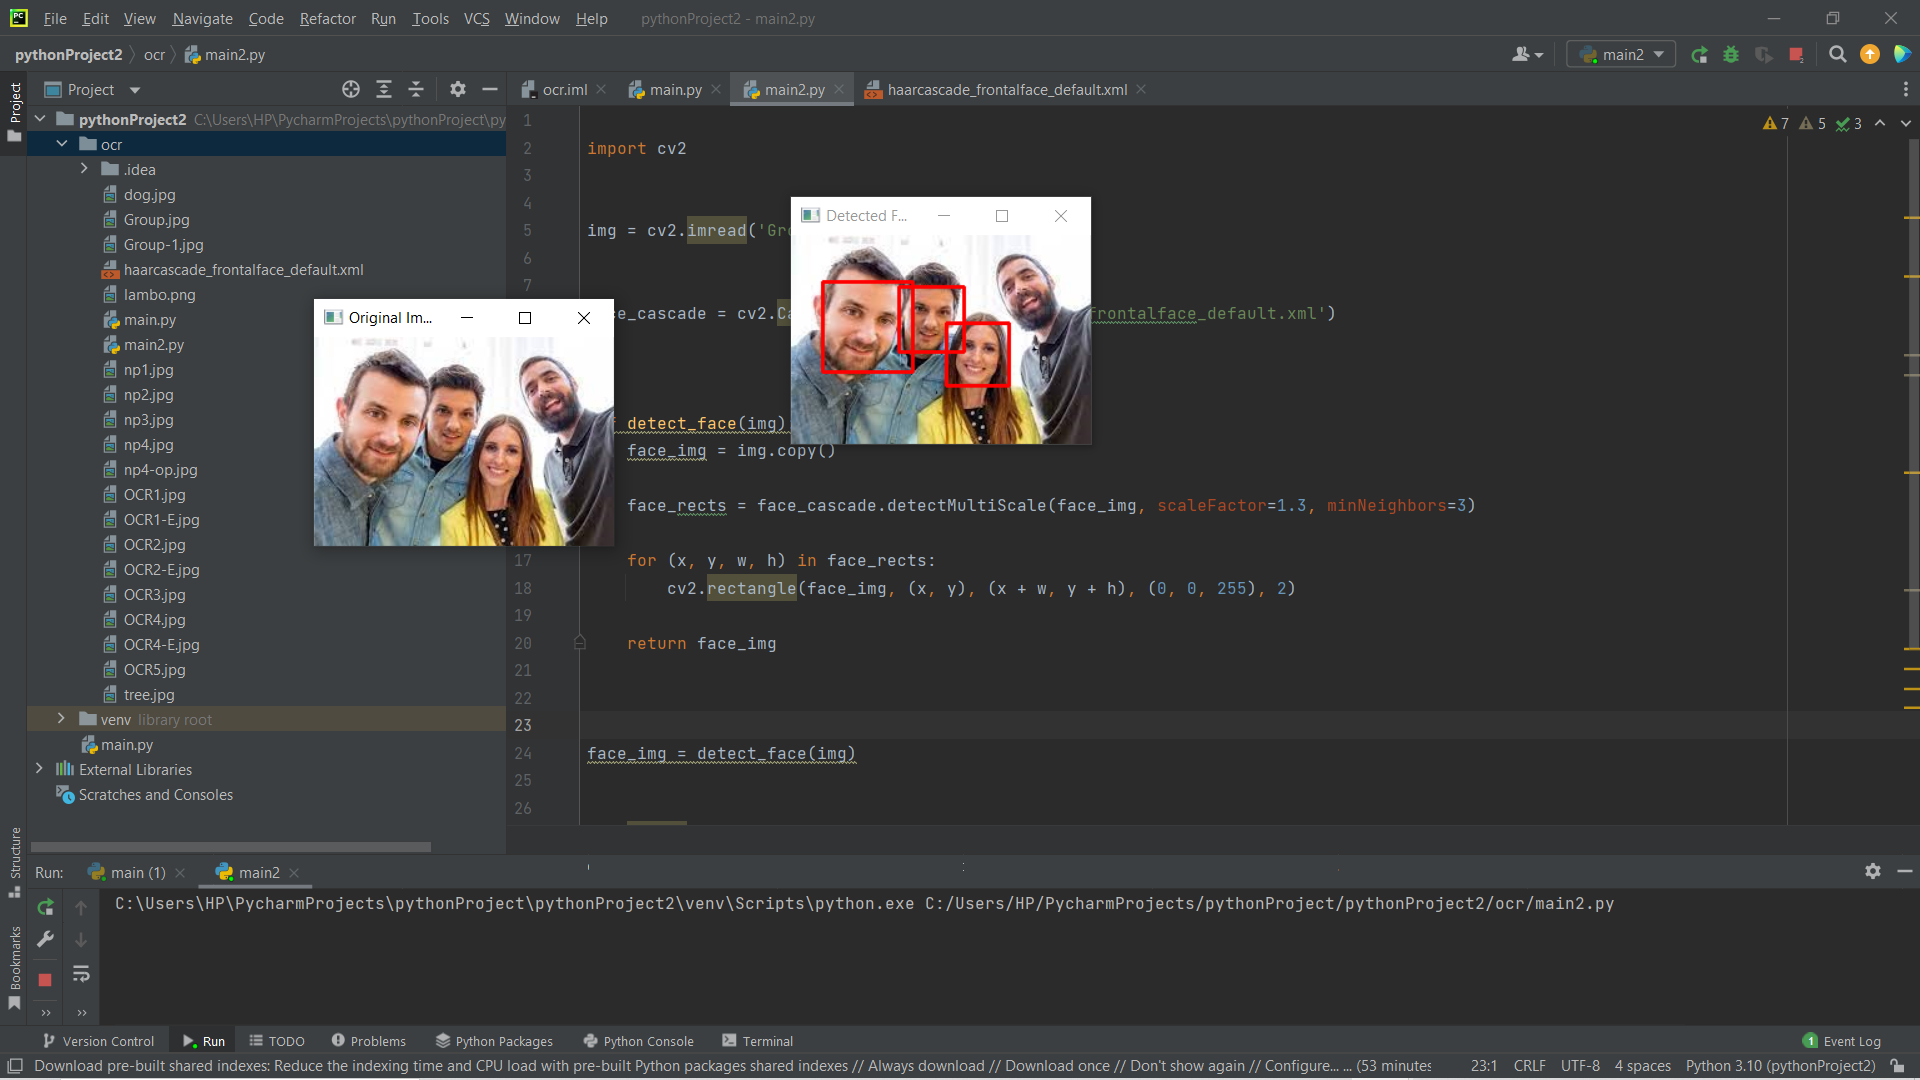 File Edit View Navigate Code Refactor Run Tools VCS Window Help pythonProject2 - main2.py
pythonProject2 ocr main2.py
main2
Project
ocr.iml main.py main2.py haarcascade_frontalface_default.xml
Project
pythonProject2 C:\Users\HP\PycharmProjects\pythonProject\py
ocr
.idea
dog.jpg
Group.jpg
Group-1.jpg
haarcascade_frontalface_default.xml
lambo.png
main.py
main2.py
np1.jpg
np2.jpg
np3.jpg
np4.jpg
np4-op.jpg
OCR1.jpg
OCR1-E.jpg
OCR2.jpg
OCR2-E.jpg
OCR3.jpg
OCR4.jpg
OCR4-E.jpg
OCR5.jpg
tree.jpg
venv library root
main.py
External Libraries
Scratches and Consoles
7 5 3
1
2 import cv2
3
4
5 img = cv2.imread('Gr
6
7
e_cascade = cv2.Ca frontalface_default.xml')
detect_face(img)
face_img = img.copy()
face_rects = face_cascade.detectMultiScale(face_img, scaleFactor=1.3, minNeighbors=3)
17 for (x, y, w, h) in face_rects:
18 cv2.rectangle(face_img, (x, y), (x + w, y + h), (0, 0, 255), 2)
19
20 return face_img
21
22
23
24 face_img = detect_face(img)
25
26
Detected F...
Original Im...
Structure
Bookmarks
Run: main (1) main2
C:\Users\HP\PycharmProjects\pythonProject\pythonProject2\venv\Scripts\python.exe C:/Users/HP/PycharmProjects/pythonProject/pythonProject2/ocr/main2.py
Version Control Run TODO Problems Python Packages Python Console Terminal 1 Event Log
Download pre-built shared indexes: Reduce the indexing time and CPU load with pre-built Python packages shared indexes // Always download // Download once // Don't show again // Configure... ... (53 minutes 23:1 CRLF UTF-8 4 spaces Python 3.10 (pythonProject2)